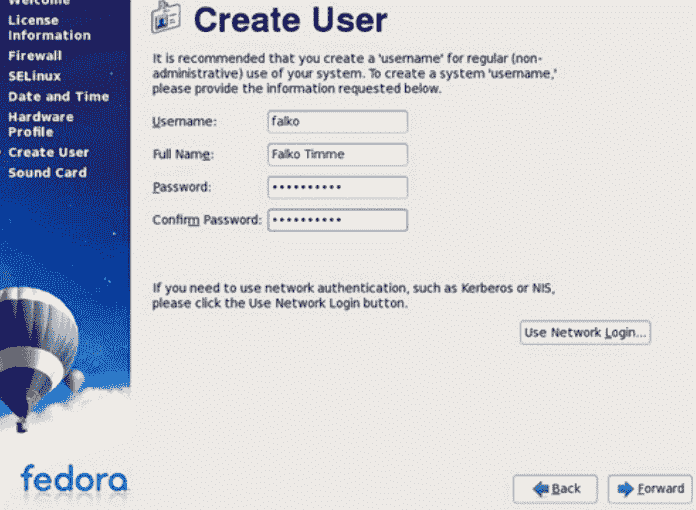 Welcome
License
Information
Firewall
SELinux
Date and Time
Hardware
Profile
Create User
Sound Card
fedora
Create User
It is recommended that you create a 'username' for regular (non-
administrative) use of your system. To create a system 'username,'
please provide the information requested below.
Username: falko
Full Name: Falko Timme
Password: ••••••••••
Confirm Password: ••••••••••
If you need to use network authentication, such as Kerberos or NIS,
please click the Use Network Login button.
Use Network Login...
Back Forward